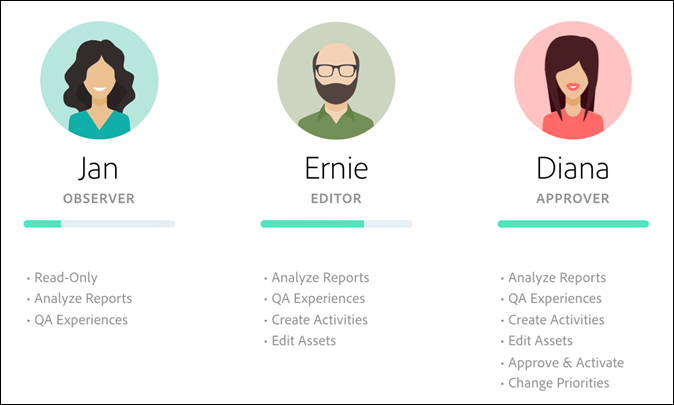 Jan
OBSERVER
• Read-Only
• Analyze Reports
• QA Experiences
Ernie
EDITOR
• Analyze Reports
• QA Experiences
• Create Activities
• Edit Assets
Diana
APPROVER
• Analyze Reports
• QA Experiences
• Create Activities
• Edit Assets
• Approve & Activate
• Change Priorities